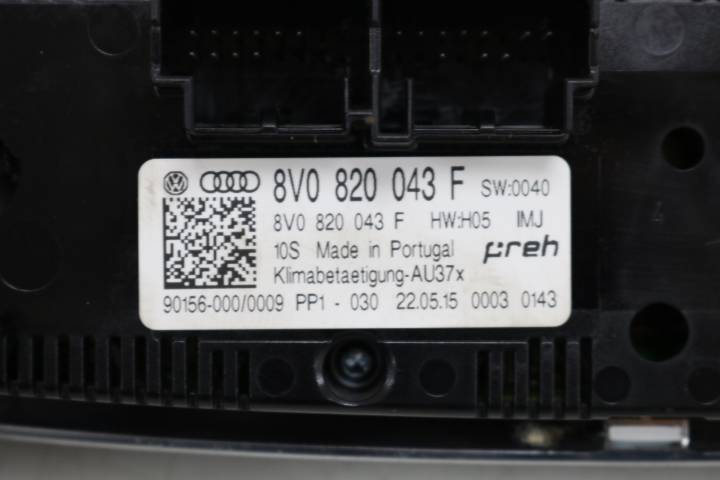 8V0 820 043 F SW:0040
8V0 820 043 F HW:H05 IMJ
10S Made in Portugal preh
Klimabetaetigung-AU37x
90156-000/0009 PP1 - 030 22.05.15 0003 0143
4